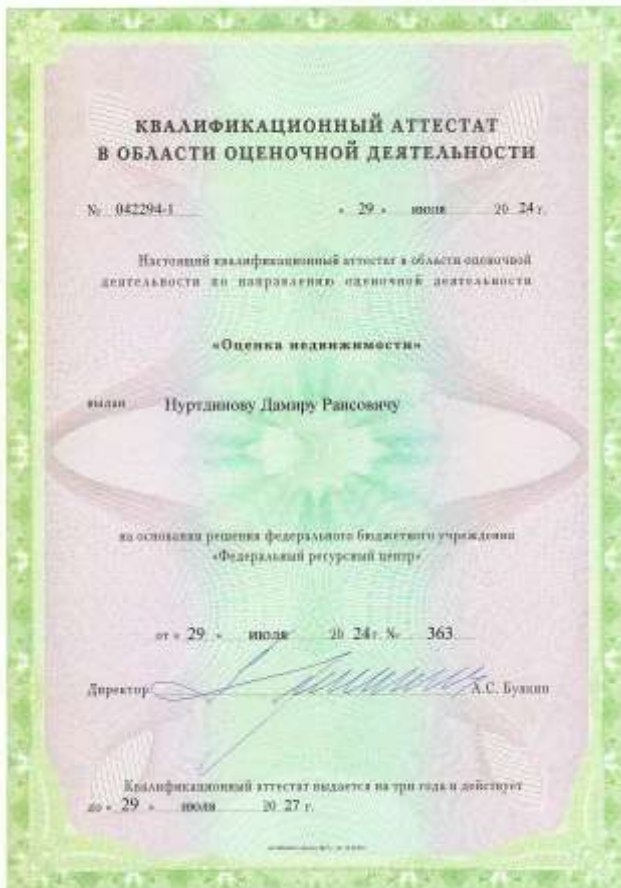 КВАЛИФИКАЦИОННЫЙ АТТЕСТАТ
В ОБЛАСТИ ОЦЕНОЧНОЙ ДЕЯТЕЛЬНОСТИ
№ 042294-1 « 29 » июля 20 24 г.
Настоящий квалификационный аттестат в области оценочной
деятельности по направлению оценочной деятельности
«Оценка недвижимости»
выдан Нуртдинову Дамиру Раисовичу
на основании решения федерального бюджетного учреждения
«Федеральный ресурсный центр»
от « 29 » июля 20 24 г. № 363
Директор А.С. Бункин
Квалификационный аттестат выдается на три года и действует
до « 29 » июля 20 27 г.